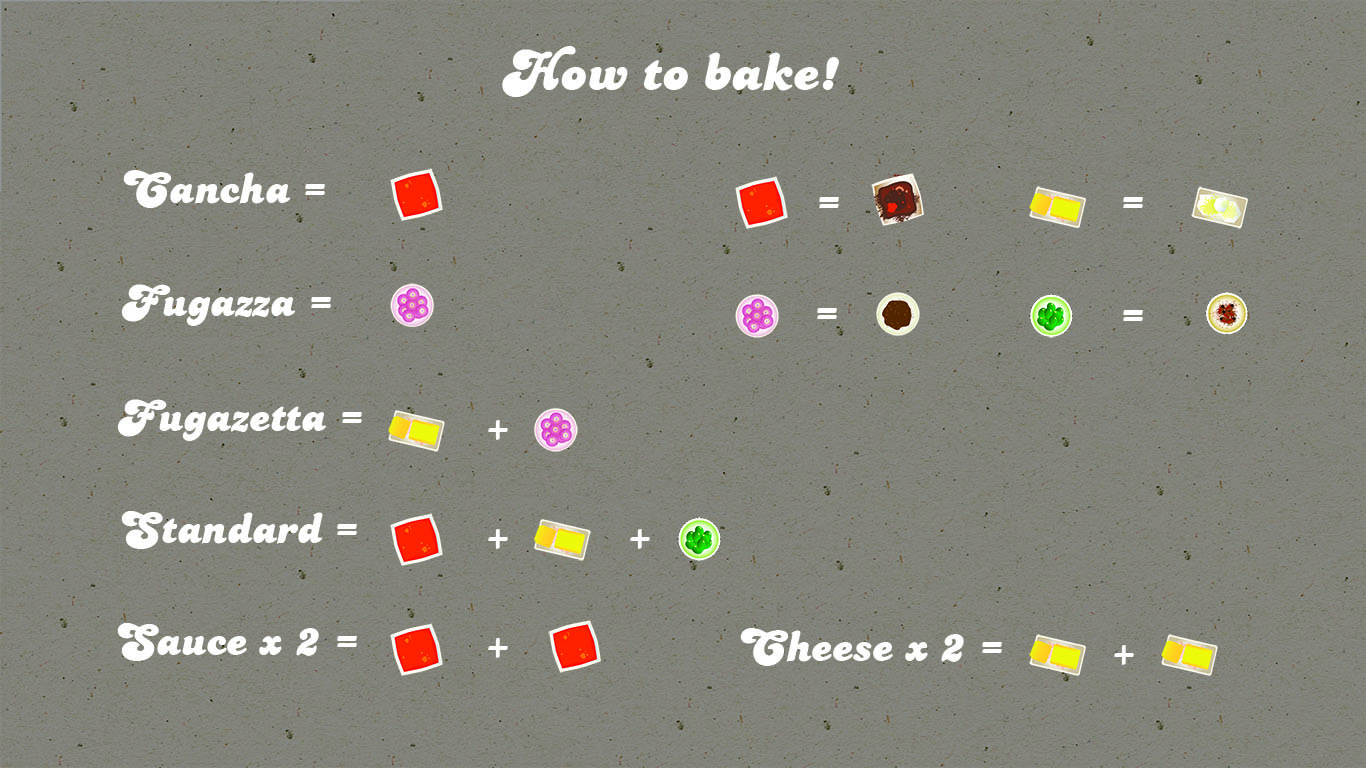 How to bake!
Cancha =
= =
Fugazza =
= =
Fugazetta = +
Standard = + +
Sauce x 2 = +
Cheese x 2 = +